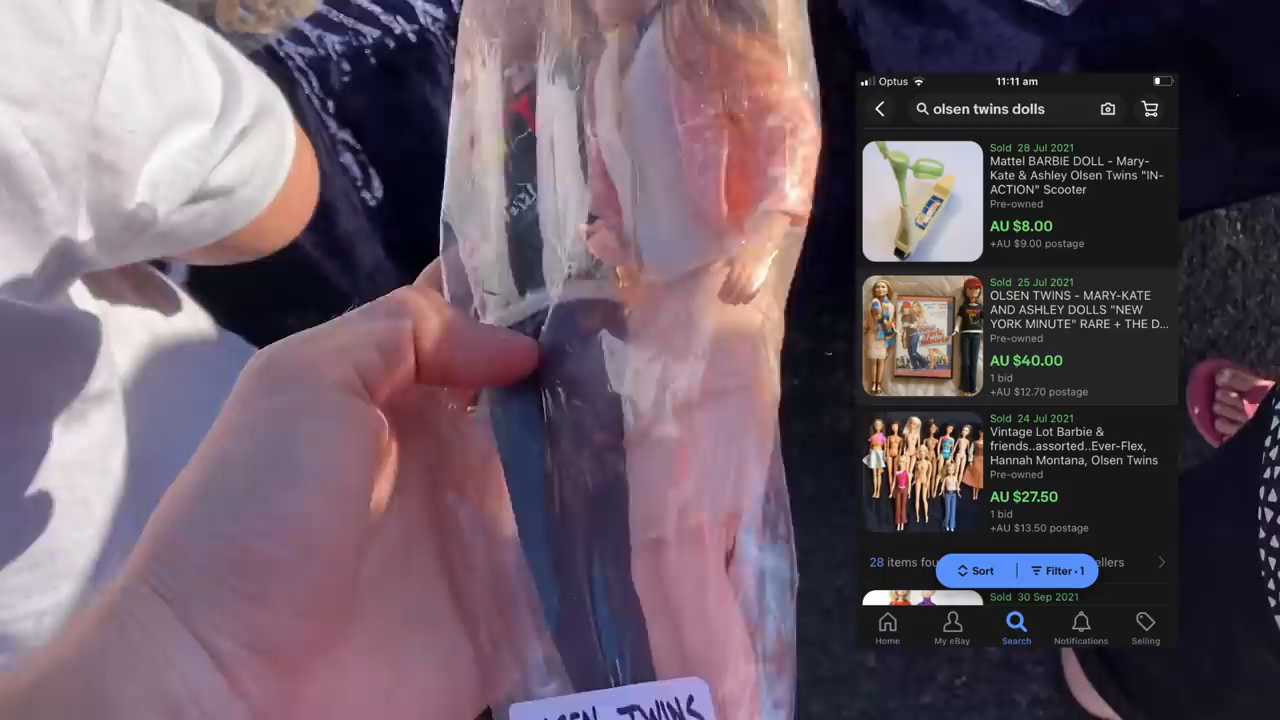 OLSEN TWINS
Optus
11:11 am
olsen twins dolls
Sold 28 Jul 2021
Mattel BARBIE DOLL - Mary-
Kate & Ashley Olsen Twins "IN-
ACTION" Scooter
Pre-owned
AU $8.00
+AU $9.00 postage
Sold 25 Jul 2021
OLSEN TWINS - MARY-KATE
AND ASHLEY DOLLS "NEW
YORK MINUTE" RARE + THE D...
Pre-owned
AU $40.00
1 bid
+AU $12.70 postage
Sold 24 Jul 2021
Vintage Lot Barbie &
friends..assorted..Ever-Flex,
Hannah Montana, Olsen Twins
Pre-owned
AU $27.50
1 bid
+AU $13.50 postage
28 items fou
ellers
Sort
Filter • 1
Sold 30 Sep 2021
Home
My eBay
Search
Notifications
Selling